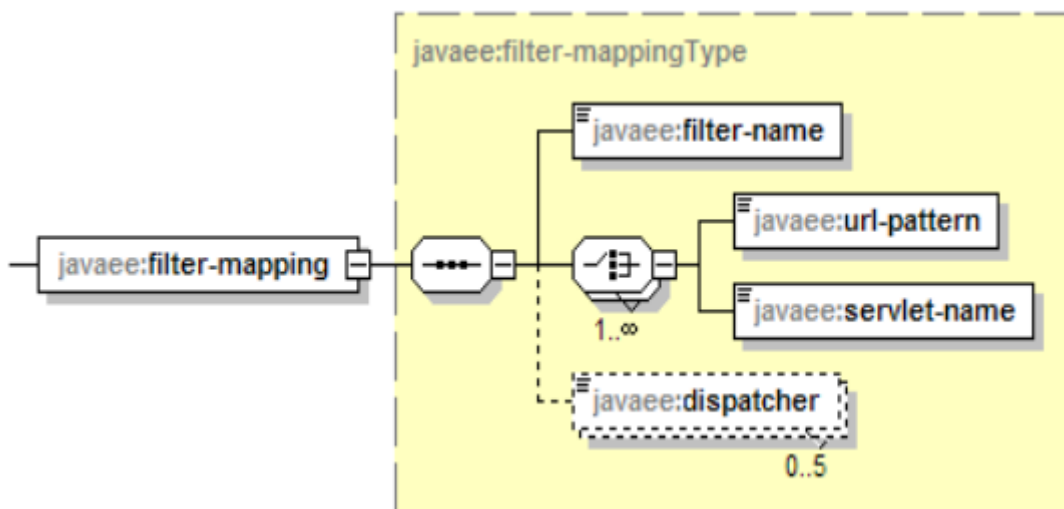 javaee:filter-mappingType
javaee:filter-name
javaee:url-pattern
javaee:filter-mapping
javaee:servlet-name
1..∞
javaee:dispatcher
0..5